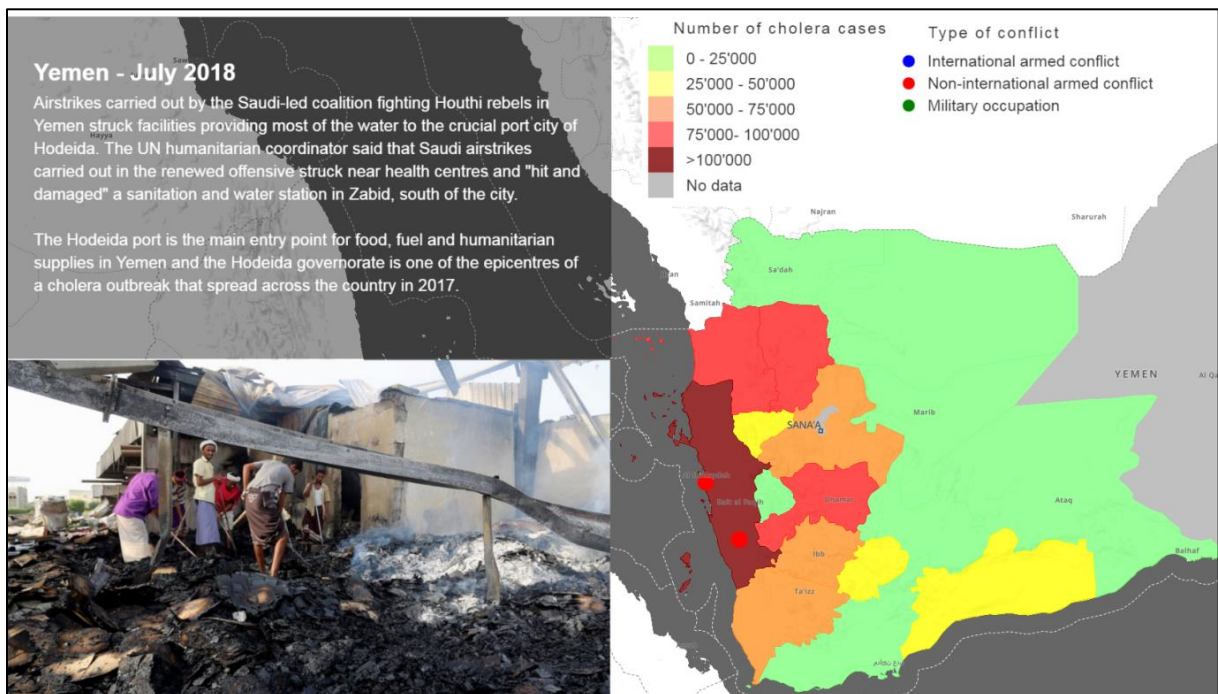 Yemen - July 2018
Airstrikes carried out by the Saudi-led coalition fighting Houthi rebels in
Yemen struck facilities providing most of the water to the crucial port city of
Hodeida. The UN humanitarian coordinator said that Saudi airstrikes
carried out in the renewed offensive struck near health centres and "hit and
damaged" a sanitation and water station in Zabid, south of the city.
The Hodeida port is the main entry point for food, fuel and humanitarian
supplies in Yemen and the Hodeida governorate is one of the epicentres of
a cholera outbreak that spread across the country in 2017.
Hayya
Number of cholera cases
0 - 25'000
25'000 - 50'000
50'000 - 75'000
75'000- 100'000
>100'000
No data
Type of conflict
International armed conflict
Non-international armed conflict
Military occupation
Najran
Sharurah
Sa'dah
Samitah
YEMEN
Al Qa
Marib
SANA'A
Dhamar
Bait al Faqih
Ataq
Ibb
Balhaf
Ta'izz